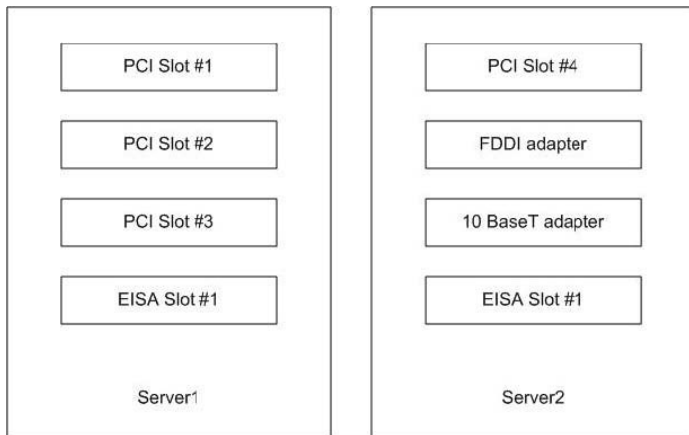 PCI Slot #1
PCI Slot #2
PCI Slot #3
EISA Slot #1
Server1
PCI Slot #4
FDDI adapter
10 BaseT adapter
EISA Slot #1
Server2